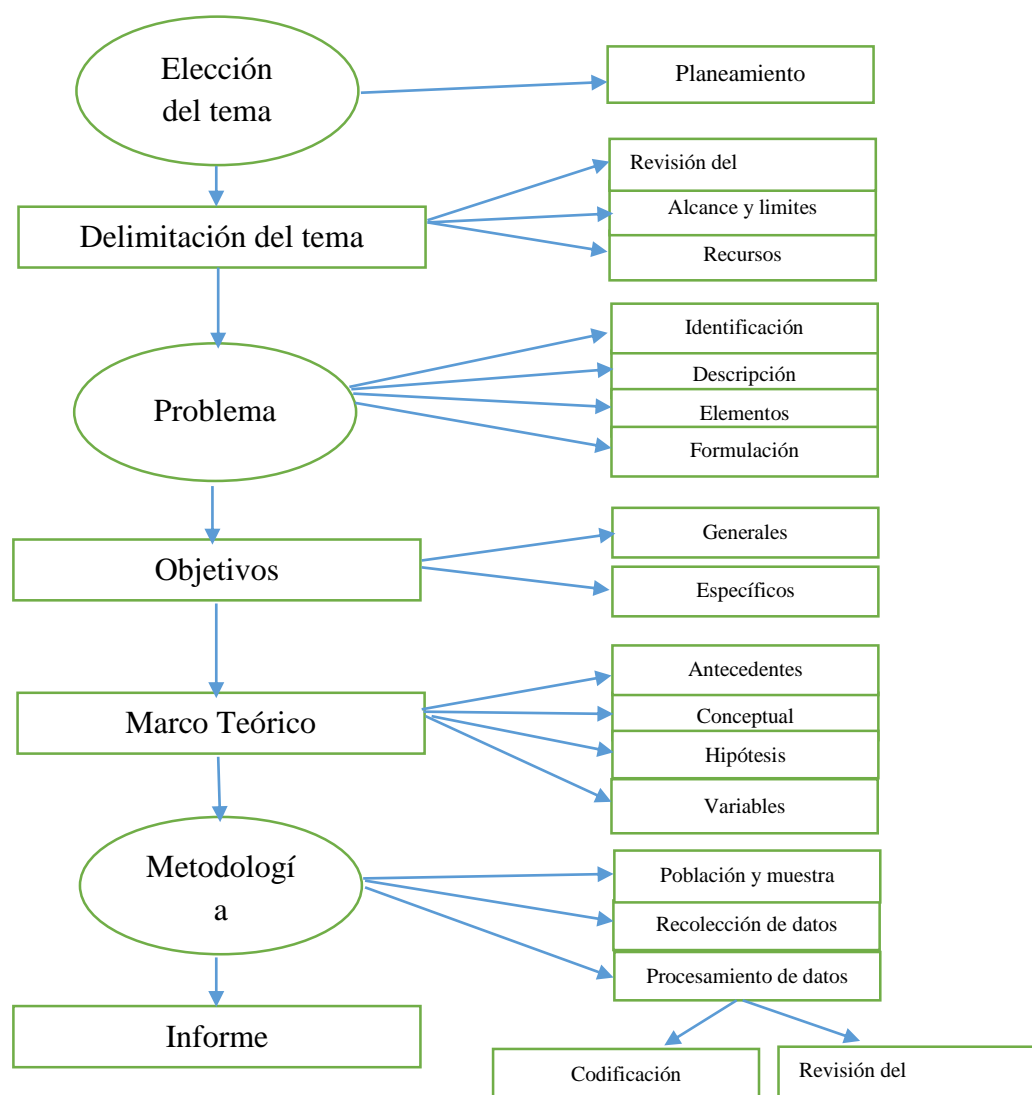 Elección
del tema
Planeamiento
Revisión del
Alcance y limites
Delimitación del tema
Recursos
Identificación
Descripción
Problema
Elementos
Formulación
Generales
Objetivos
Específicos
Antecedentes
Marco Teórico
Conceptual
Hipótesis
Variables
Metodologí
a
Población y muestra
Recolección de datos
Procesamiento de datos
Informe
Codificación
Revisión del